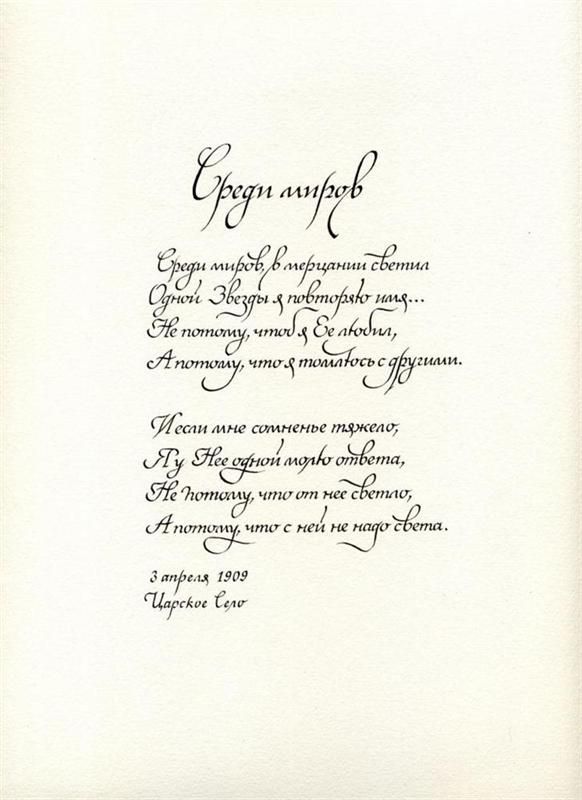 Среди миров
Среди миров, в мерцании светил
Одной Звезды я повторяю имя...
Не потому, чтоб я Ее любил,
А потому, что я томлюсь с другими.
И если мне сомненье тяжело,
Я у Нее одной молю ответа,
Не потому, что от нее светло,
А потому, что с ней не надо света.
3 апреля 1909
Царское Село